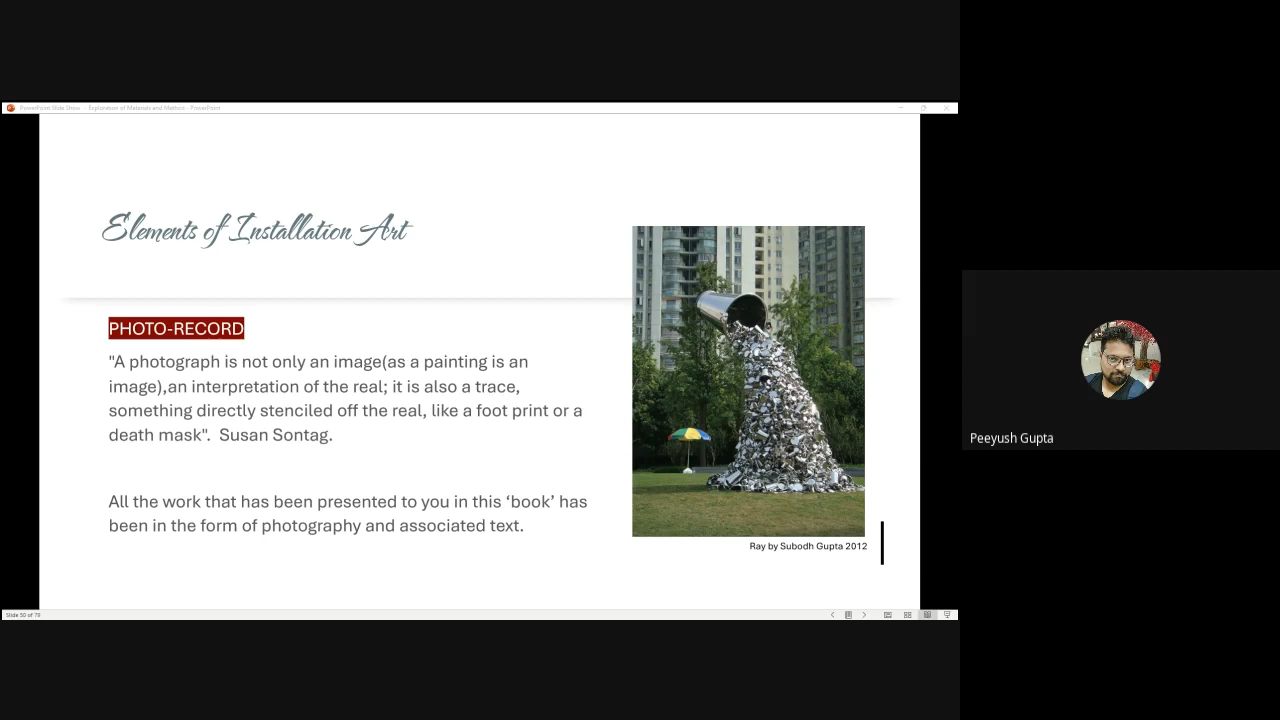 PowerPoint Slide Show - Exploration of Materials and Method - PowerPoint
Elements of Installation Art
PHOTO-RECORD
"A photograph is not only an image(as a painting is an
image),an interpretation of the real; it is also a trace,
something directly stenciled off the real, like a foot print or a
death mask". Susan Sontag.
All the work that has been presented to you in this ‘book’ has
been in the form of photography and associated text.
Ray by Subodh Gupta 2012
Slide 50 of 79
Peeyush Gupta